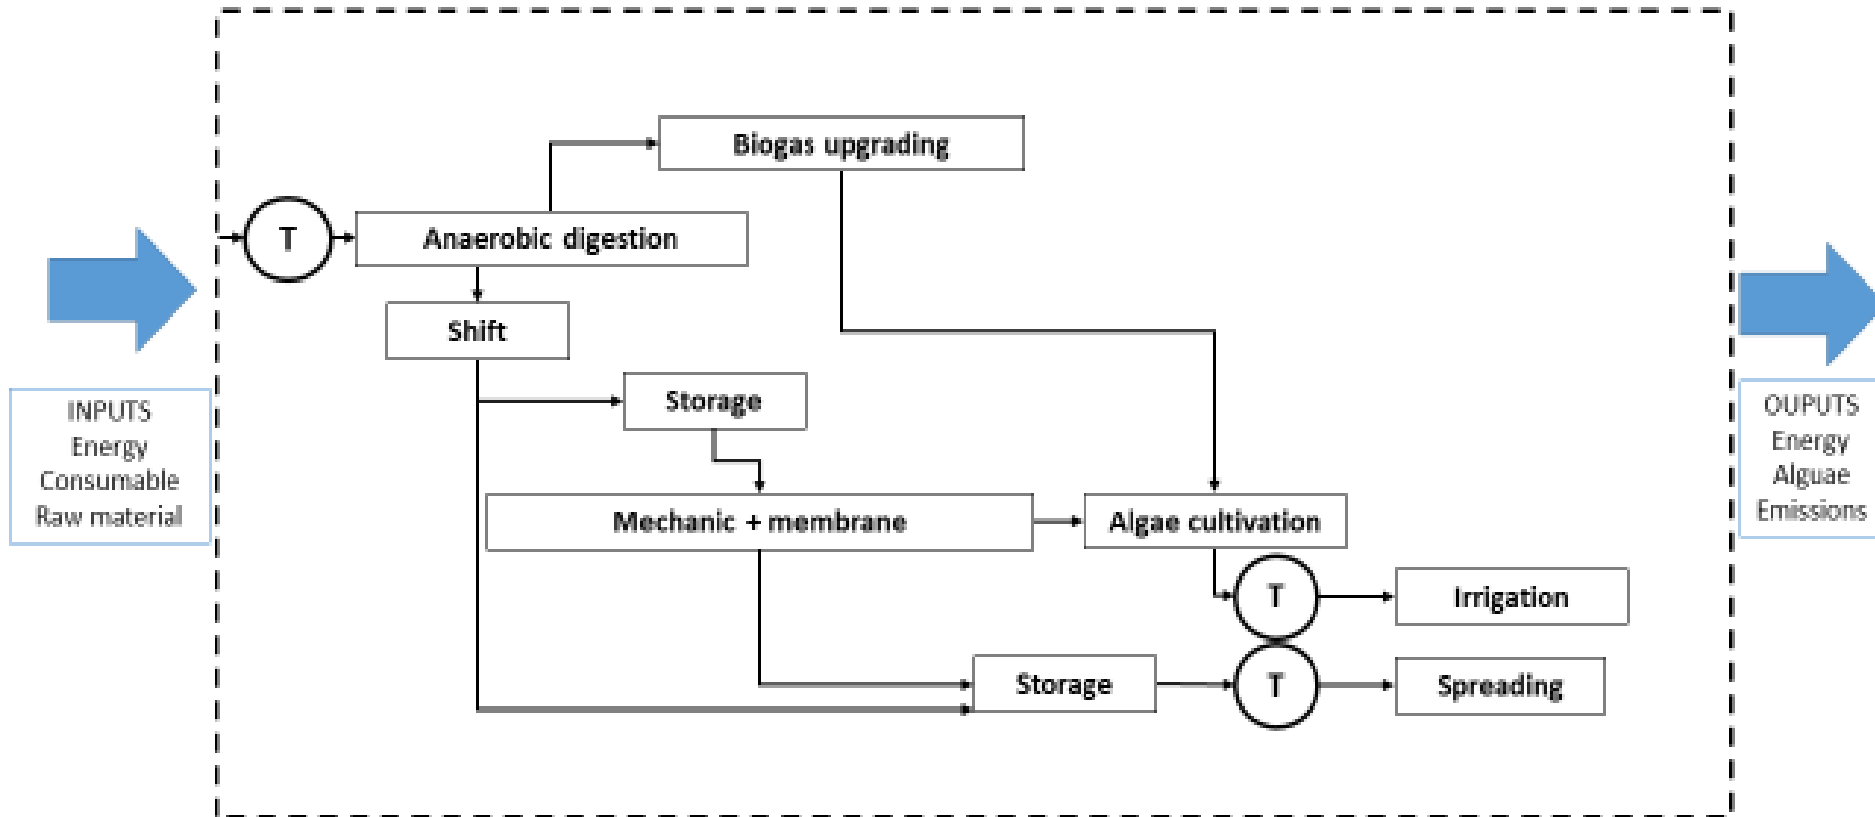 Biogas upgrading
T
Anaerobic digestion
Shift
INPUTS
Energy
Consumable
Raw material
Storage
Mechanic + membrane
Algae cultivation
OUPUTS
Energy
Alguae
Emissions
T
Irrigation
Storage
T
Spreading